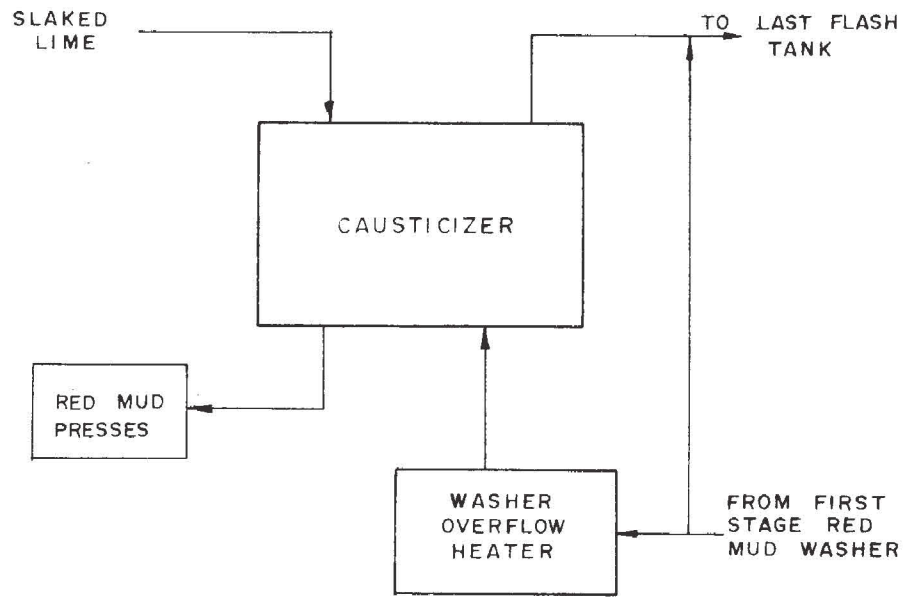 SLAKED
LIME
TO LAST FLASH
TANK
CAUSTICIZER
RED MUD
PRESSES
WASHER
OVERFLOW
HEATER
FROM FIRST
STAGE RED
MUD WASHER